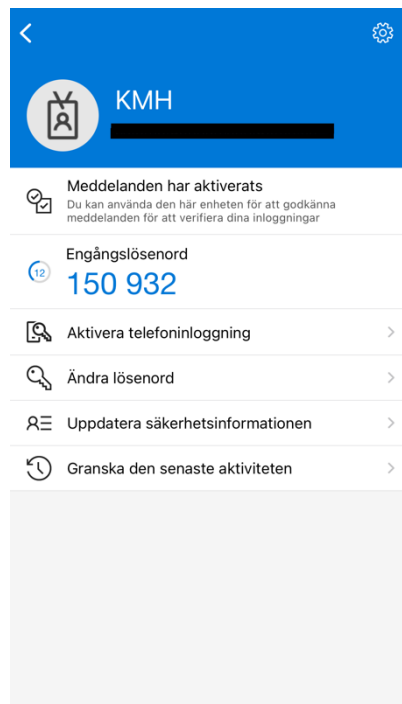 KMH
Meddelanden har aktiverats
Du kan använda den här enheten för att godkänna
meddelanden för att verifiera dina inloggningar
Engångslösenord
12
150 932
Aktivera telefoninloggning
Ändra lösenord
Uppdatera säkerhetsinformationen
Granska den senaste aktiviteten